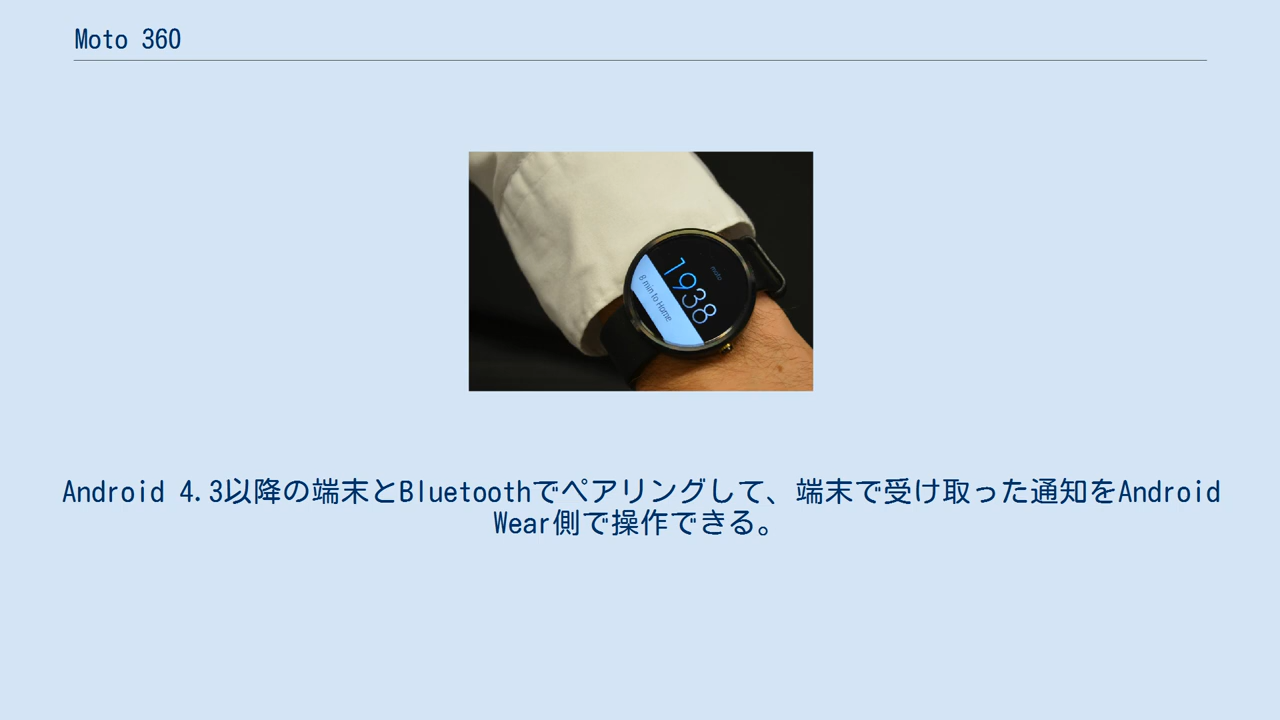 Moto 360
moto
1938
8 min to Home
Android 4.3以降の端末とBluetoothでペアリングして、端末で受け取った通知をAndroid
Wear側で操作できる。